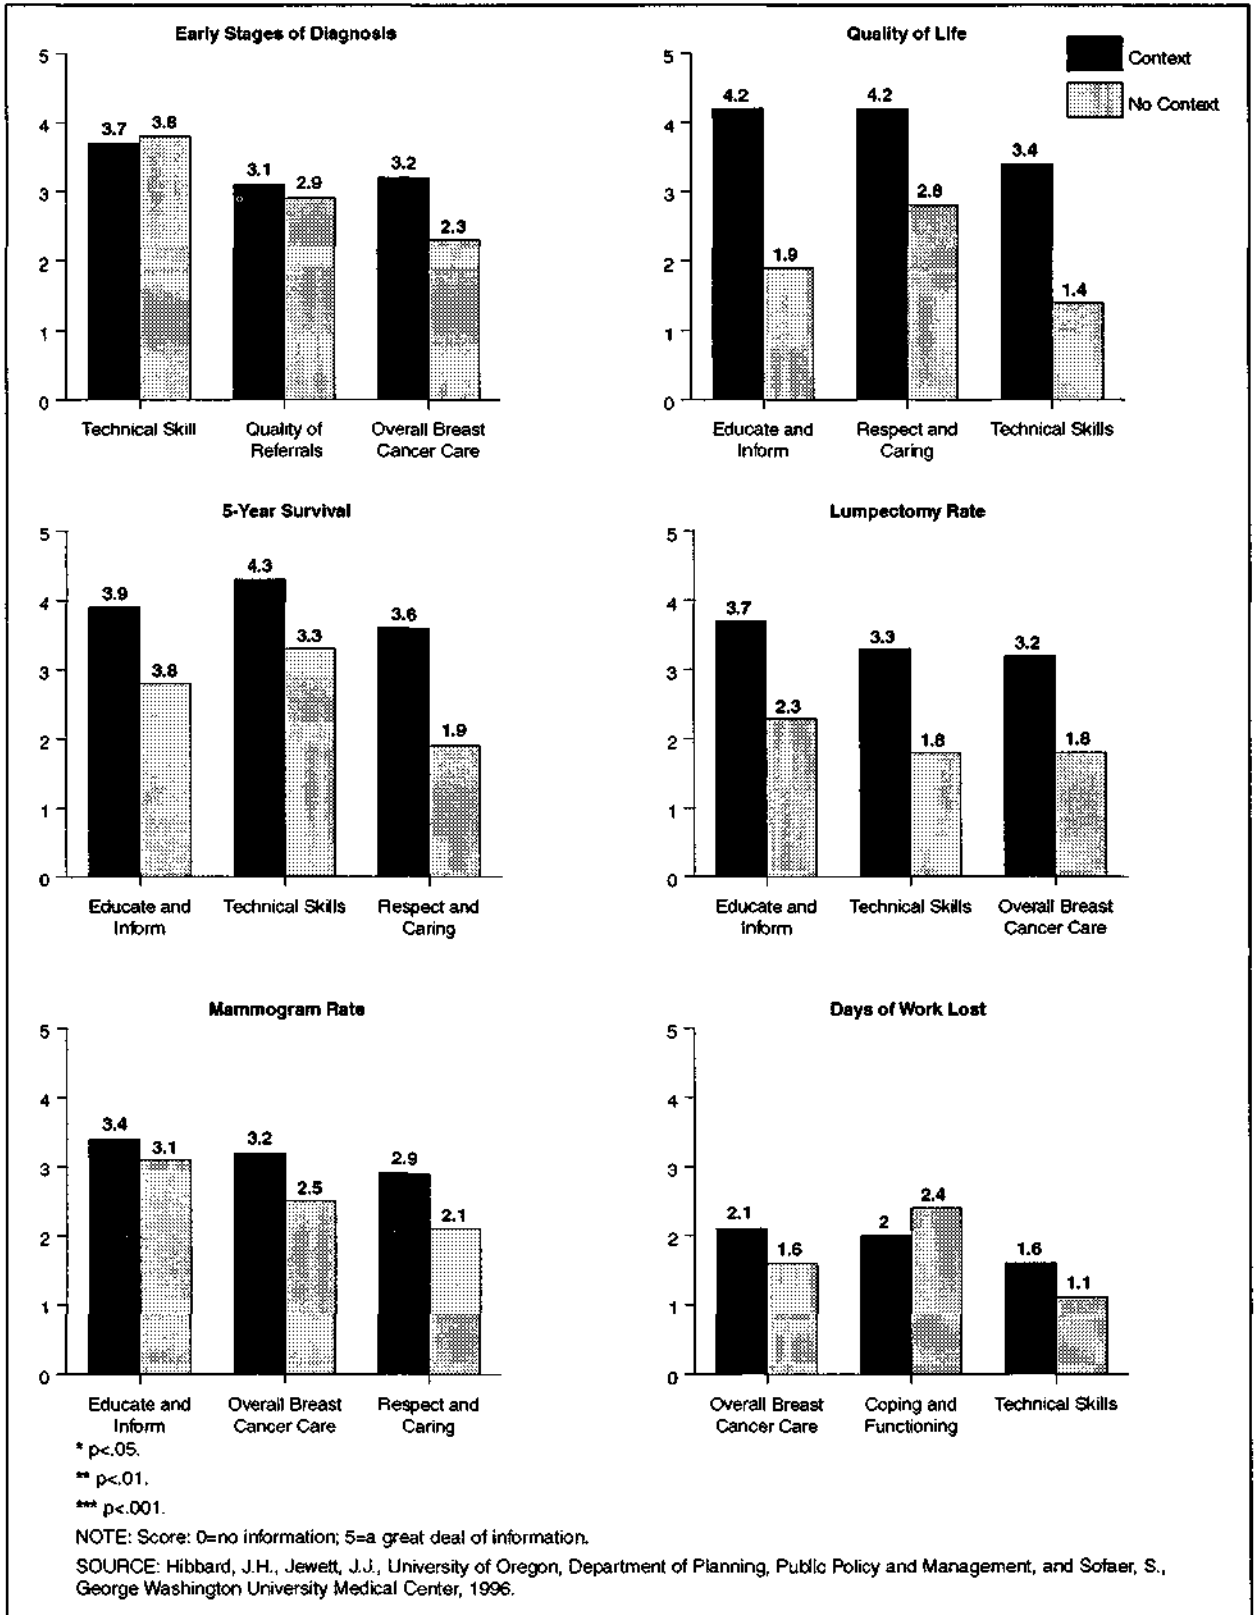 Early Stages of Diagnosis
5
4
3
2
1
0
3.7
3.8
3.1
2.9
3.2
2.3
Technical Skill
Quality of
Referrals
Overall Breast
Cancer Care
Quality of Life
Context
No Context
5
4
3
2
1
0
4.2
1.9
4.2
2.8
3.4
1.4
Educate and
Inform
Respect and
Caring
Technical Skills
5-Year Survival
5
4
3
2
1
0
3.9
3.8
4.3
3.3
3.6
1.9
Educate and
Inform
Technical Skills
Respect and
Caring
Lumpectomy Rate
5
4
3
2
1
0
3.7
2.3
3.3
1.8
3.2
1.8
Educate and
Inform
Technical Skills
Overall Breast
Cancer Care
Mammogram Rate
5
4
3
2
1
0
3.4
3.1
3.2
2.5
2.9
2.1
Educate and
Inform
Overall Breast
Cancer Care
Respect and
Caring
Days of Work Lost
5
4
3
2
1
0
2.1
1.6
2
2.4
1.6
1.1
Overall Breast
Cancer Care
Coping and
Functioning
Technical Skills
* p<.05.
** p<.01.
*** p<.001.
NOTE: Score: 0=no information; 5=a great deal of information.
SOURCE: Hibbard, J.H., Jewett, J.J., University of Oregon, Department of Planning, Public Policy and Management, and Sofaer, S.,
George Washington University Medical Center, 1996.